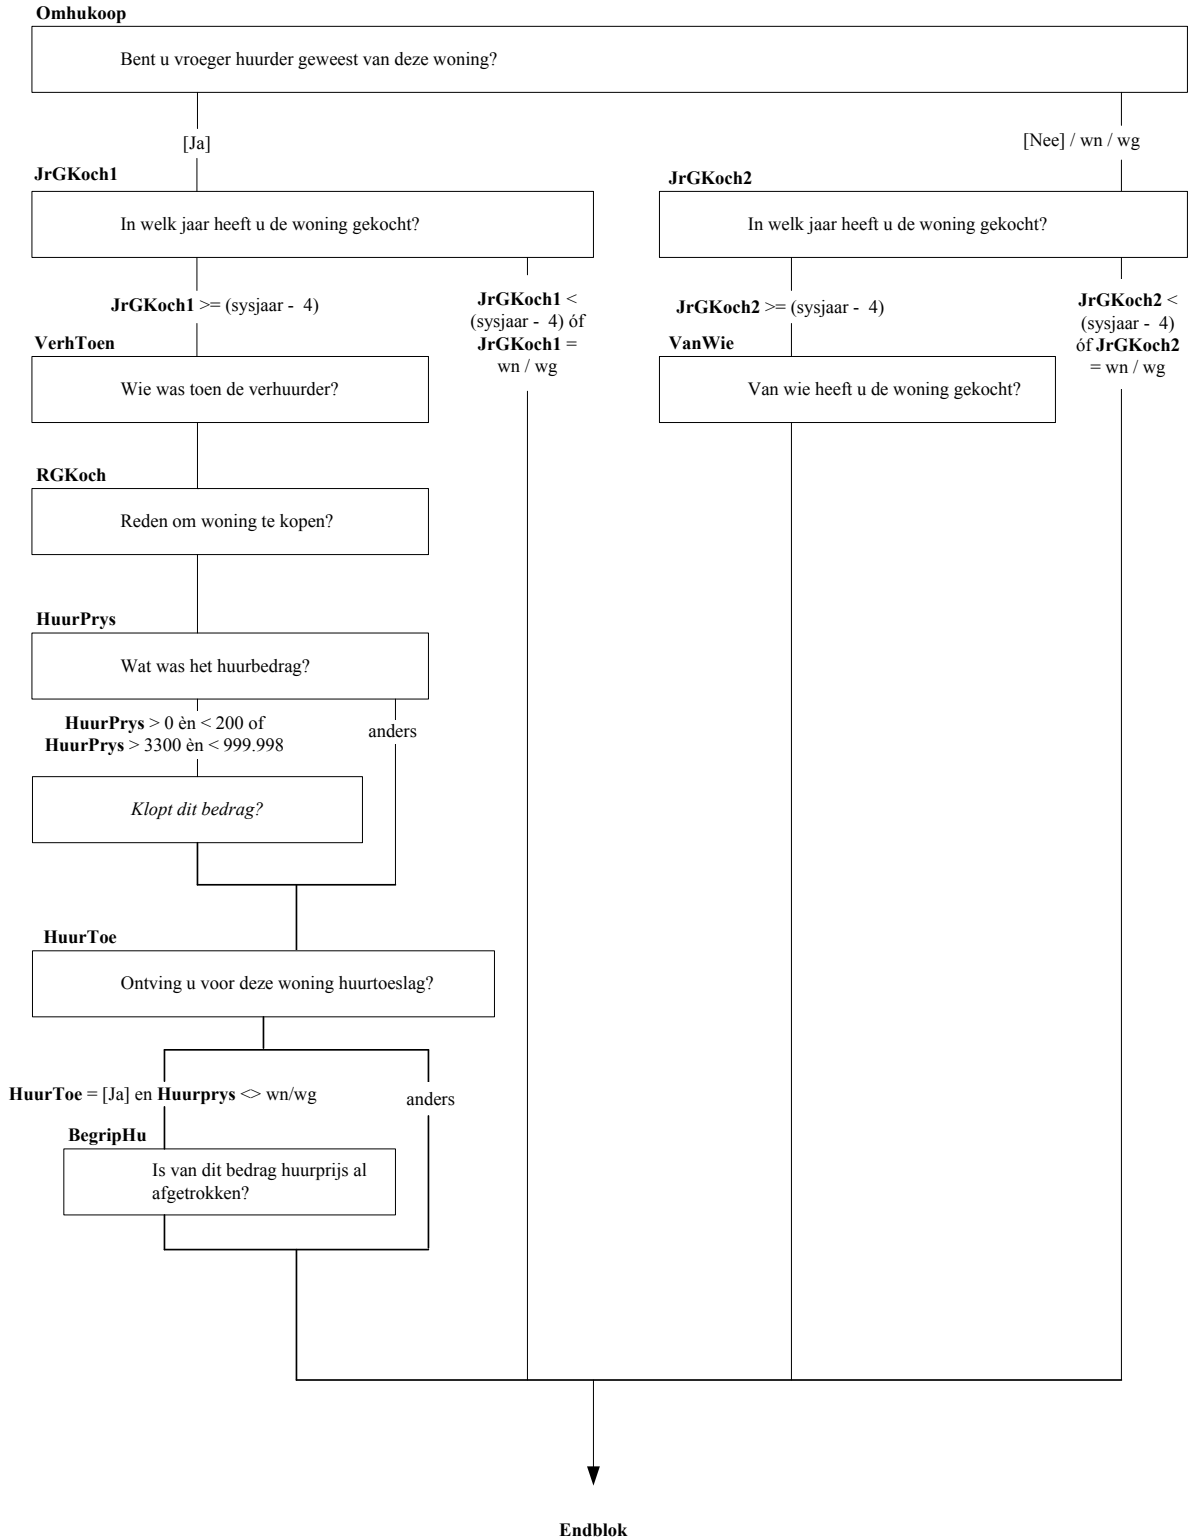 Omhukoop
Bent u vroeger huurder geweest van deze woning?
[Ja]
[Nee] / wn / wg
JrGKoch1
In welk jaar heeft u de woning gekocht?
JrGKoch2
In welk jaar heeft u de woning gekocht?
JrGKoch1 >= (sysjaar - 4)
JrGKoch1 <
(sysjaar - 4) óf
JrGKoch1 =
wn / wg
JrGKoch2 >= (sysjaar - 4)
JrGKoch2 <
(sysjaar - 4)
óf JrGKoch2
= wn / wg
VerhToen
Wie was toen de verhuurder?
VanWie
Van wie heeft u de woning gekocht?
RGKoch
Reden om woning te kopen?
HuurPrys
Wat was het huurbedrag?
HuurPrys > 0 èn < 200 of
HuurPrys > 3300 èn < 999.998
anders
Klopt dit bedrag?
HuurToe
Ontving u voor deze woning huurtoeslag?
HuurToe = [Ja] en Huurprys <> wn/wg
anders
BegripHu
Is van dit bedrag huurprijs al
afgetrokken?
Endblok